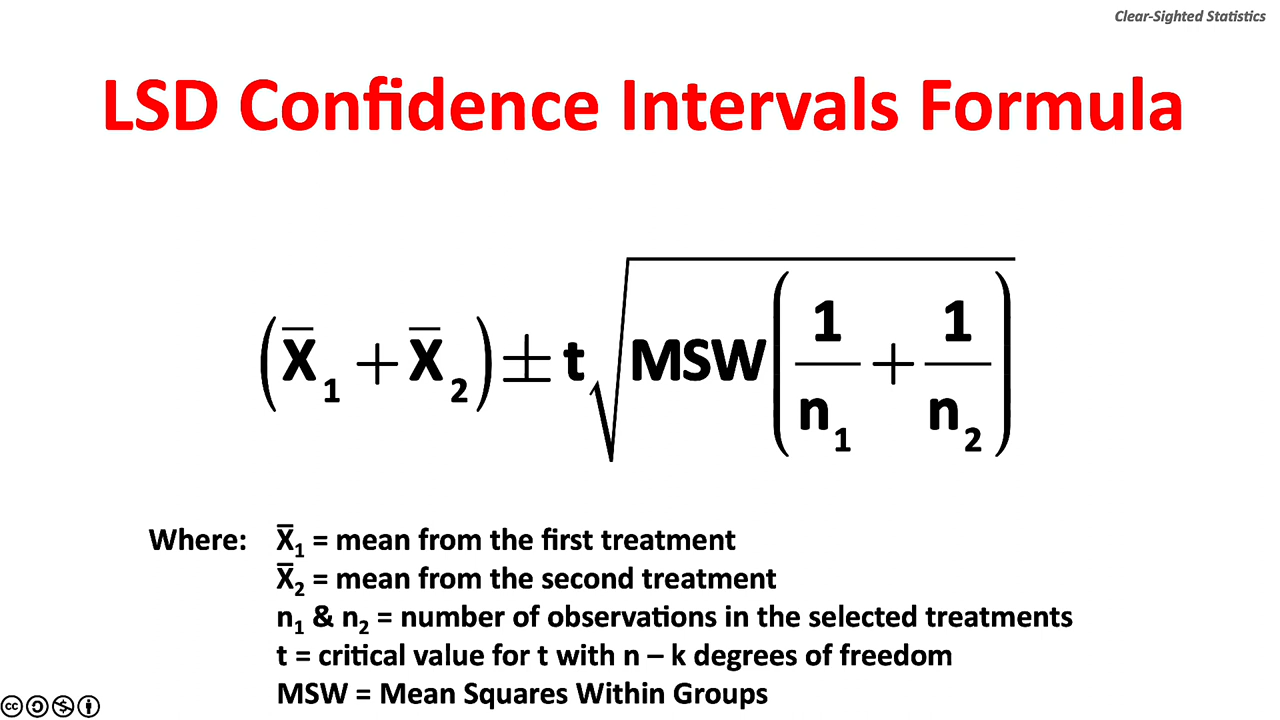 Clear-Sighted Statistics
LSD Confidence Intervals Formula
(X̅₁ + X̅₂) ± t√(MSW(1/n₁ + 1/n₂))
Where: X̅₁ = mean from the first treatment
X̅₂ = mean from the second treatment
n₁ & n₂ = number of observations in the selected treatments
t = critical value for t with n – k degrees of freedom
MSW = Mean Squares Within Groups
cc